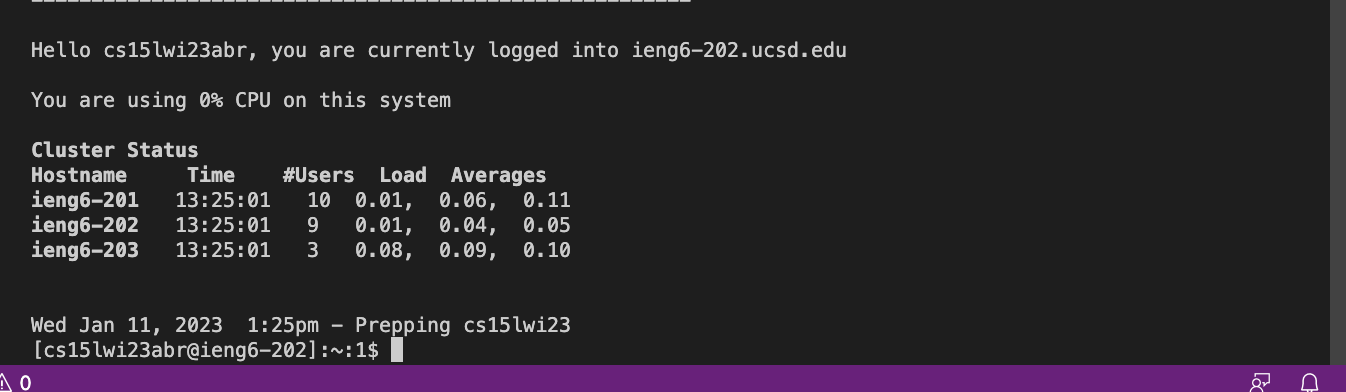 Hello cs15lwi23abr, you are currently logged into ieng6-202.ucsd.edu
You are using 0% CPU on this system
Cluster Status
Hostname     Time    #Users  Load  Averages
ieng6-201   13:25:01   10  0.01,  0.06,  0.11
ieng6-202   13:25:01   9   0.01,  0.04,  0.05
ieng6-203   13:25:01   3   0.08,  0.09,  0.10
Wed Jan 11, 2023  1:25pm - Prepping cs15lwi23
[cs15lwi23abr@ieng6-202]:~:1$
0